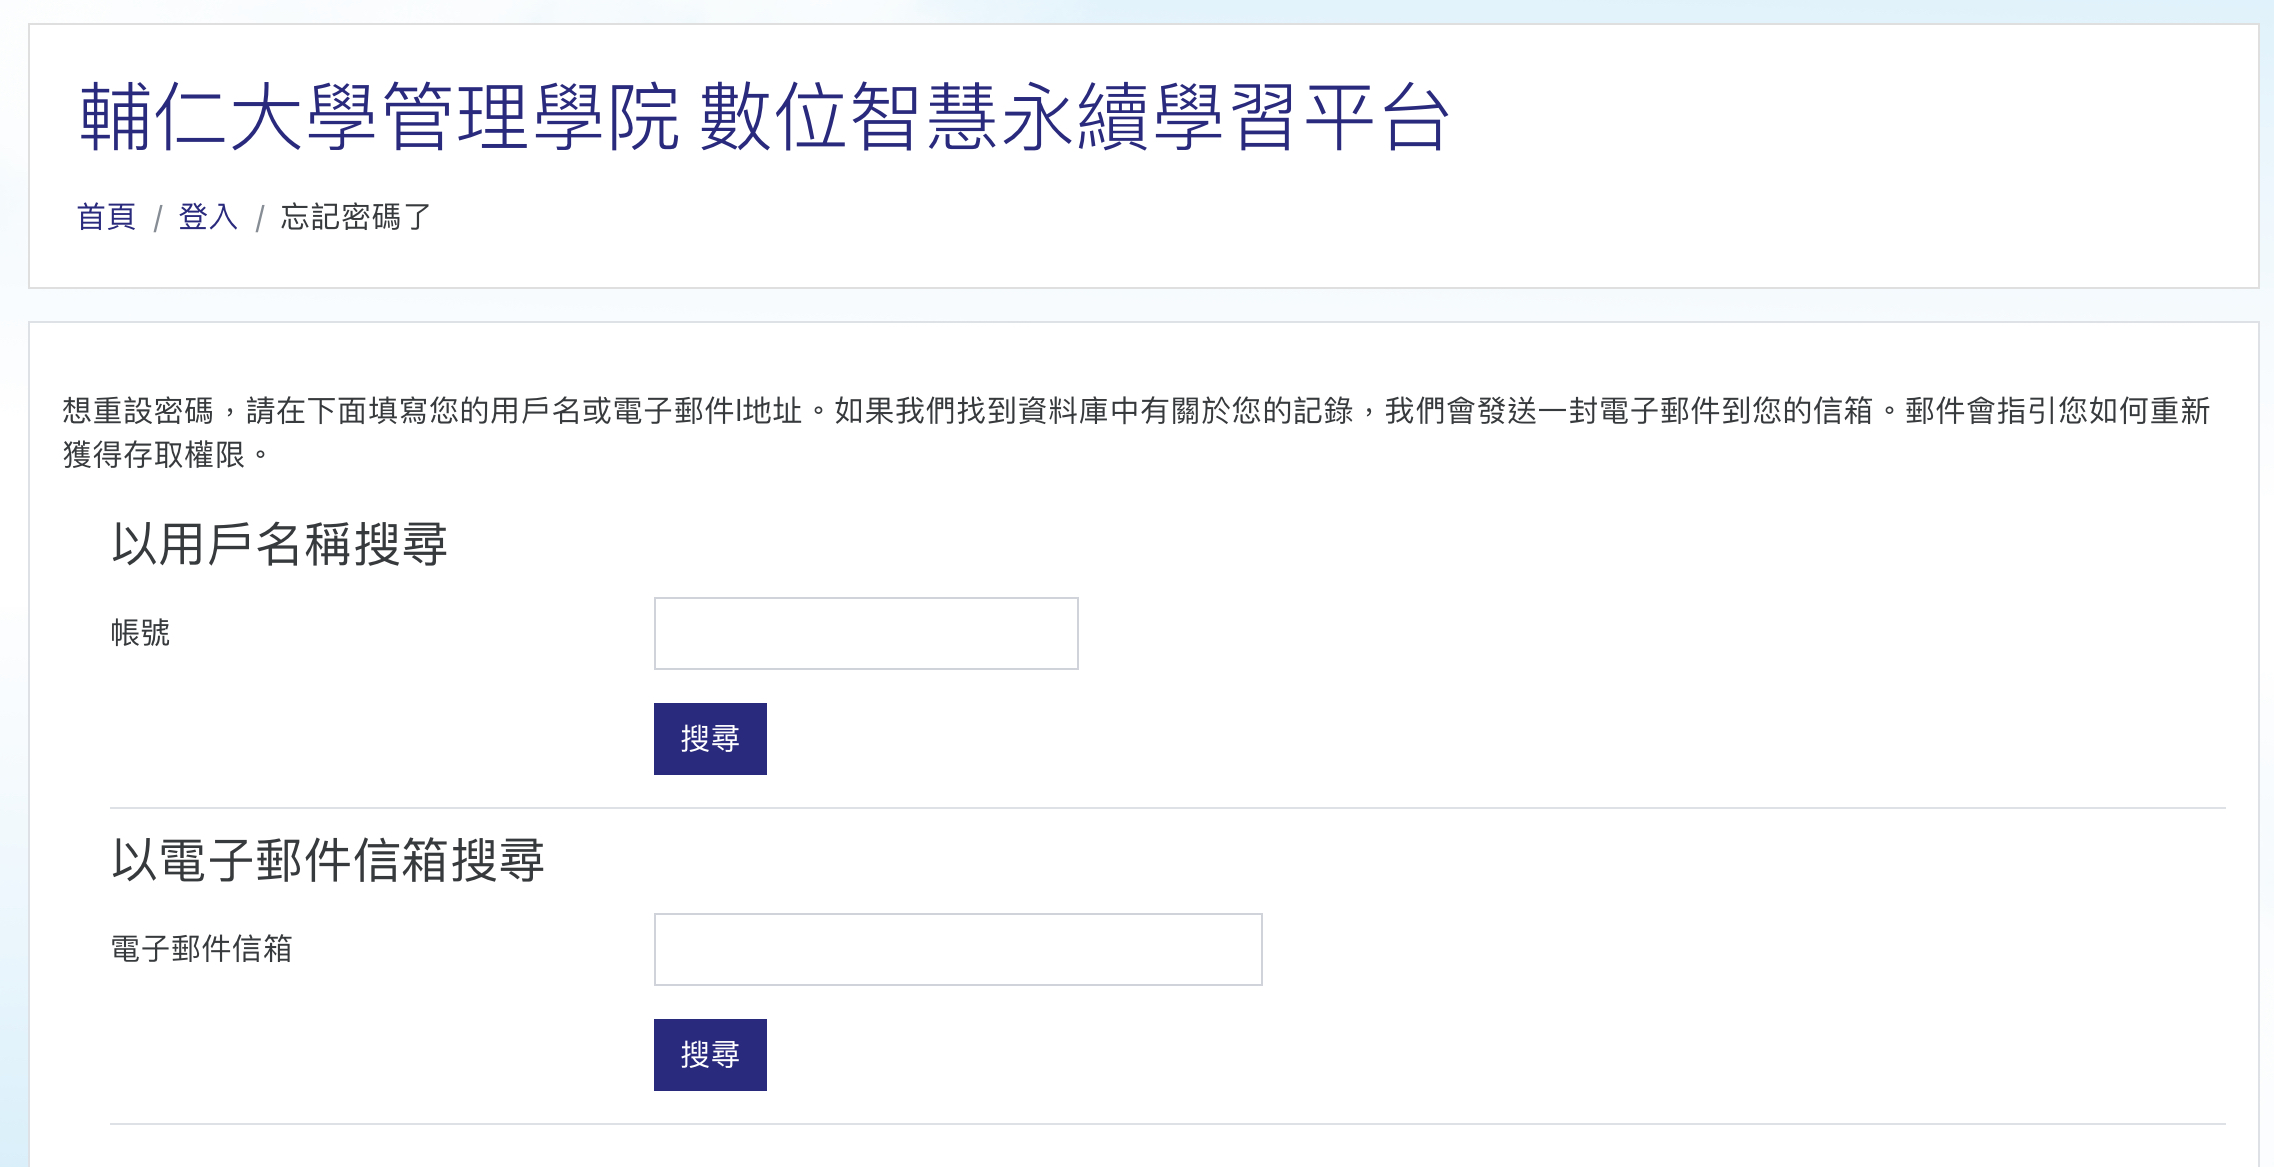 輔仁大學管理學院 數位智慧永續學習平台
首頁 / 登入 / 忘記密碼了
想重設密碼，請在下面填寫您的用戶名或電子郵件l地址。如果我們找到資料庫中有關於您的記錄，我們會發送一封電子郵件到您的信箱。郵件會指引您如何重新
獲得存取權限。
以用戶名稱搜尋
帳號
搜尋
以電子郵件信箱搜尋
電子郵件信箱
搜尋